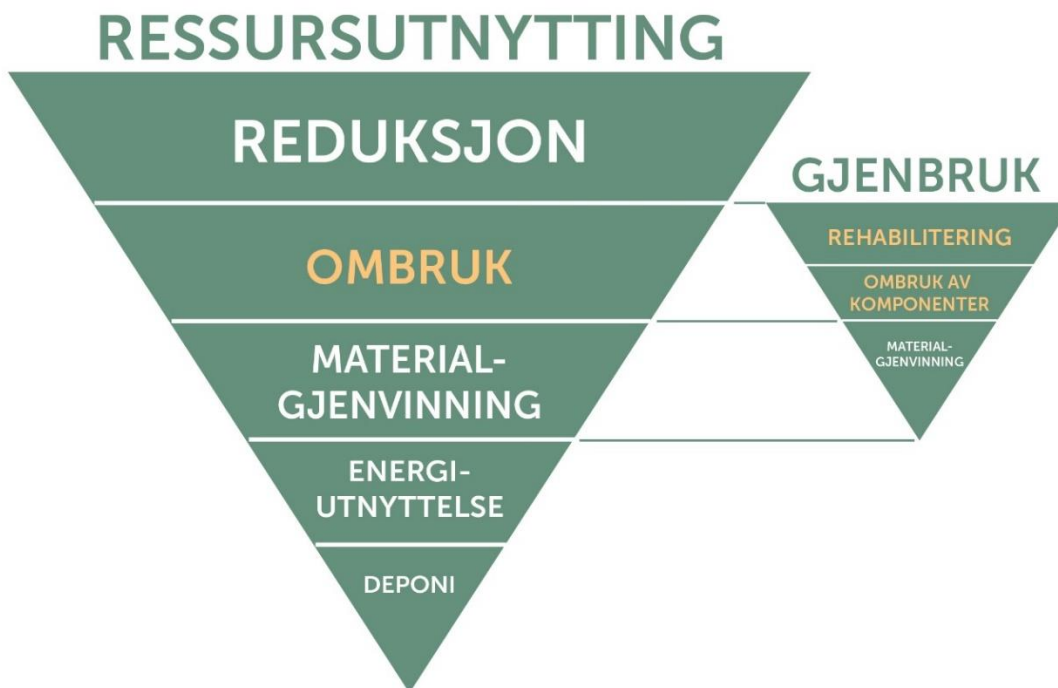 RESSURSUTNYTTING
REDUKSJON
OMBRUK
MATERIAL-
GJENVINNING
ENERGI-
UTNYTTELSE
DEPONI
GJENBRUK
REHABILITERING
OMBRUK AV
KOMPONENTER
MATERIAL-
GJENVINNING